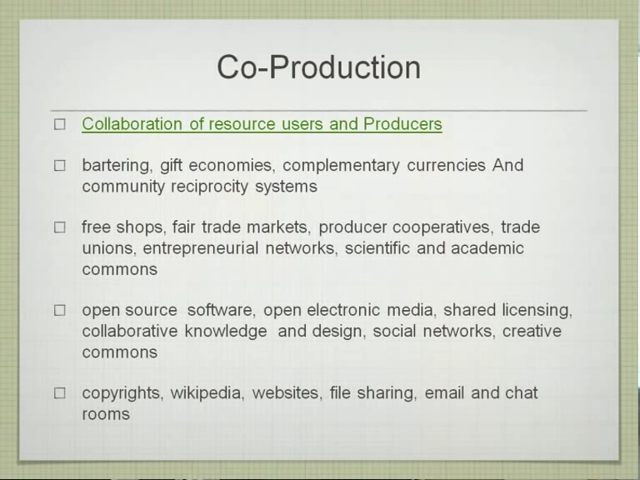 Co-Production
Collaboration of resource users and Producers
bartering, gift economies, complementary currencies And
community reciprocity systems
free shops, fair trade markets, producer cooperatives, trade
unions, entrepreneurial networks, scientific and academic
commons
open source software, open electronic media, shared licensing,
collaborative knowledge and design, social networks, creative
commons
copyrights, wikipedia, websites, file sharing, email and chat
rooms